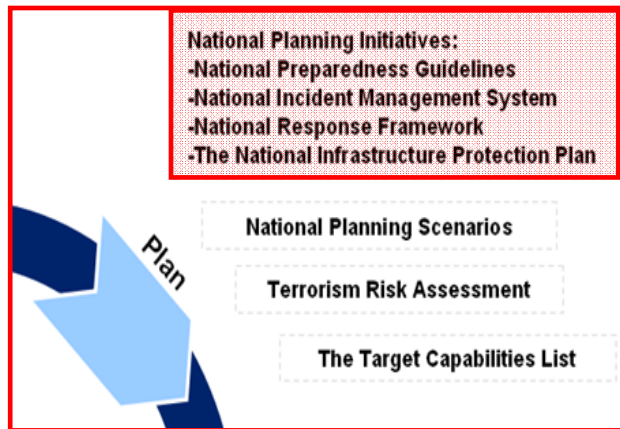 National Planning Initiatives:
-National Preparedness Guidelines
-National Incident Management System
-National Response Framework
-The National Infrastructure Protection Plan
Plan
National Planning Scenarios
Terrorism Risk Assessment
The Target Capabilities List